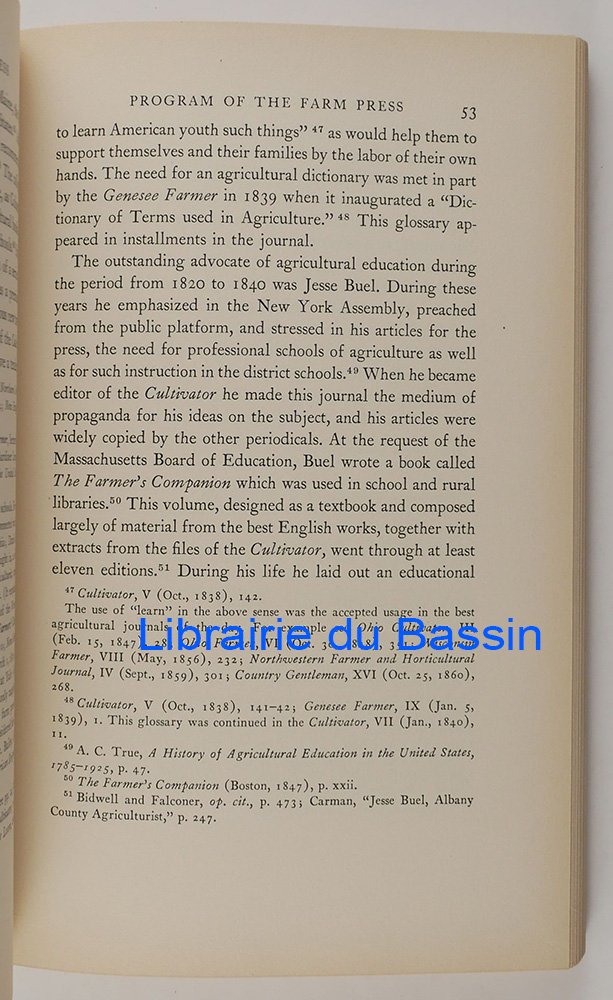 PROGRAM OF THE FARM PRESS 53
to learn American youth such things” 47 as would help them to
support themselves and their families by the labor of their own
hands. The need for an agricultural dictionary was met in part
by the Genesee Farmer in 1839 when it inaugurated a “Dic-
tionary of Terms used in Agriculture.” 48 This glossary ap-
peared in installments in the journal.
The outstanding advocate of agricultural education during
the period from 1820 to 1840 was Jesse Buel. During these
years he emphasized in the New York Assembly, preached
from the public platform, and stressed in his articles for the
press, the need for professional schools of agriculture as well
as for such instruction in the district schools.49 When he became
editor of the Cultivator he made this journal the medium of
propaganda for his ideas on the subject, and his articles were
widely copied by the other periodicals. At the request of the
Massachusetts Board of Education, Buel wrote a book called
The Farmer's Companion which was used in school and rural
libraries.50 This volume, designed as a textbook and composed
largely of material from the best English works, together with
extracts from the files of the Cultivator, went through at least
eleven editions.51 During his life he laid out an educational
47 Cultivator, V (Oct., 1838), 142.
The use of “learn” in the above sense was the accepted usage in the best
agricultural journals of the day. For example see Ohio Cultivator, III
(Feb. 15, 1847), 28; Ohio Farmer, VI (Oct. Wisconsin
Librairie du Bassin
Farmer, VIII (May, 1856), 232; Northwestern Farmer and Horticultural
Journal, IV (Sept., 1859), 301; Country Gentleman, XVI (Oct. 25, 1860),
268.
48 Cultivator, V (Oct., 1838), 141–42; Genesee Farmer, IX (Jan. 5,
1839), 1. This glossary was continued in the Cultivator, VII (Jan., 1840),
11.
49 A. C. True, A History of Agricultural Education in the United States,
1785–1925, p. 47.
50 The Farmer's Companion (Boston, 1847), p. xxii.
51 Bidwell and Falconer, op. cit., p. 473; Carman, “Jesse Buel, Albany
County Agriculturist,” p. 247.